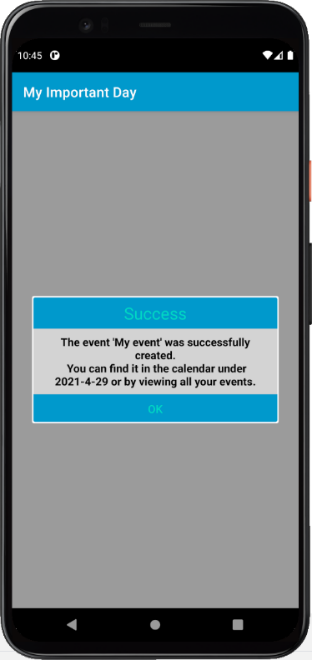 10:45
My Important Day
Success
The event 'My event' was successfully
created.
You can find it in the calendar under
2021-4-29 or by viewing all your events.
OK